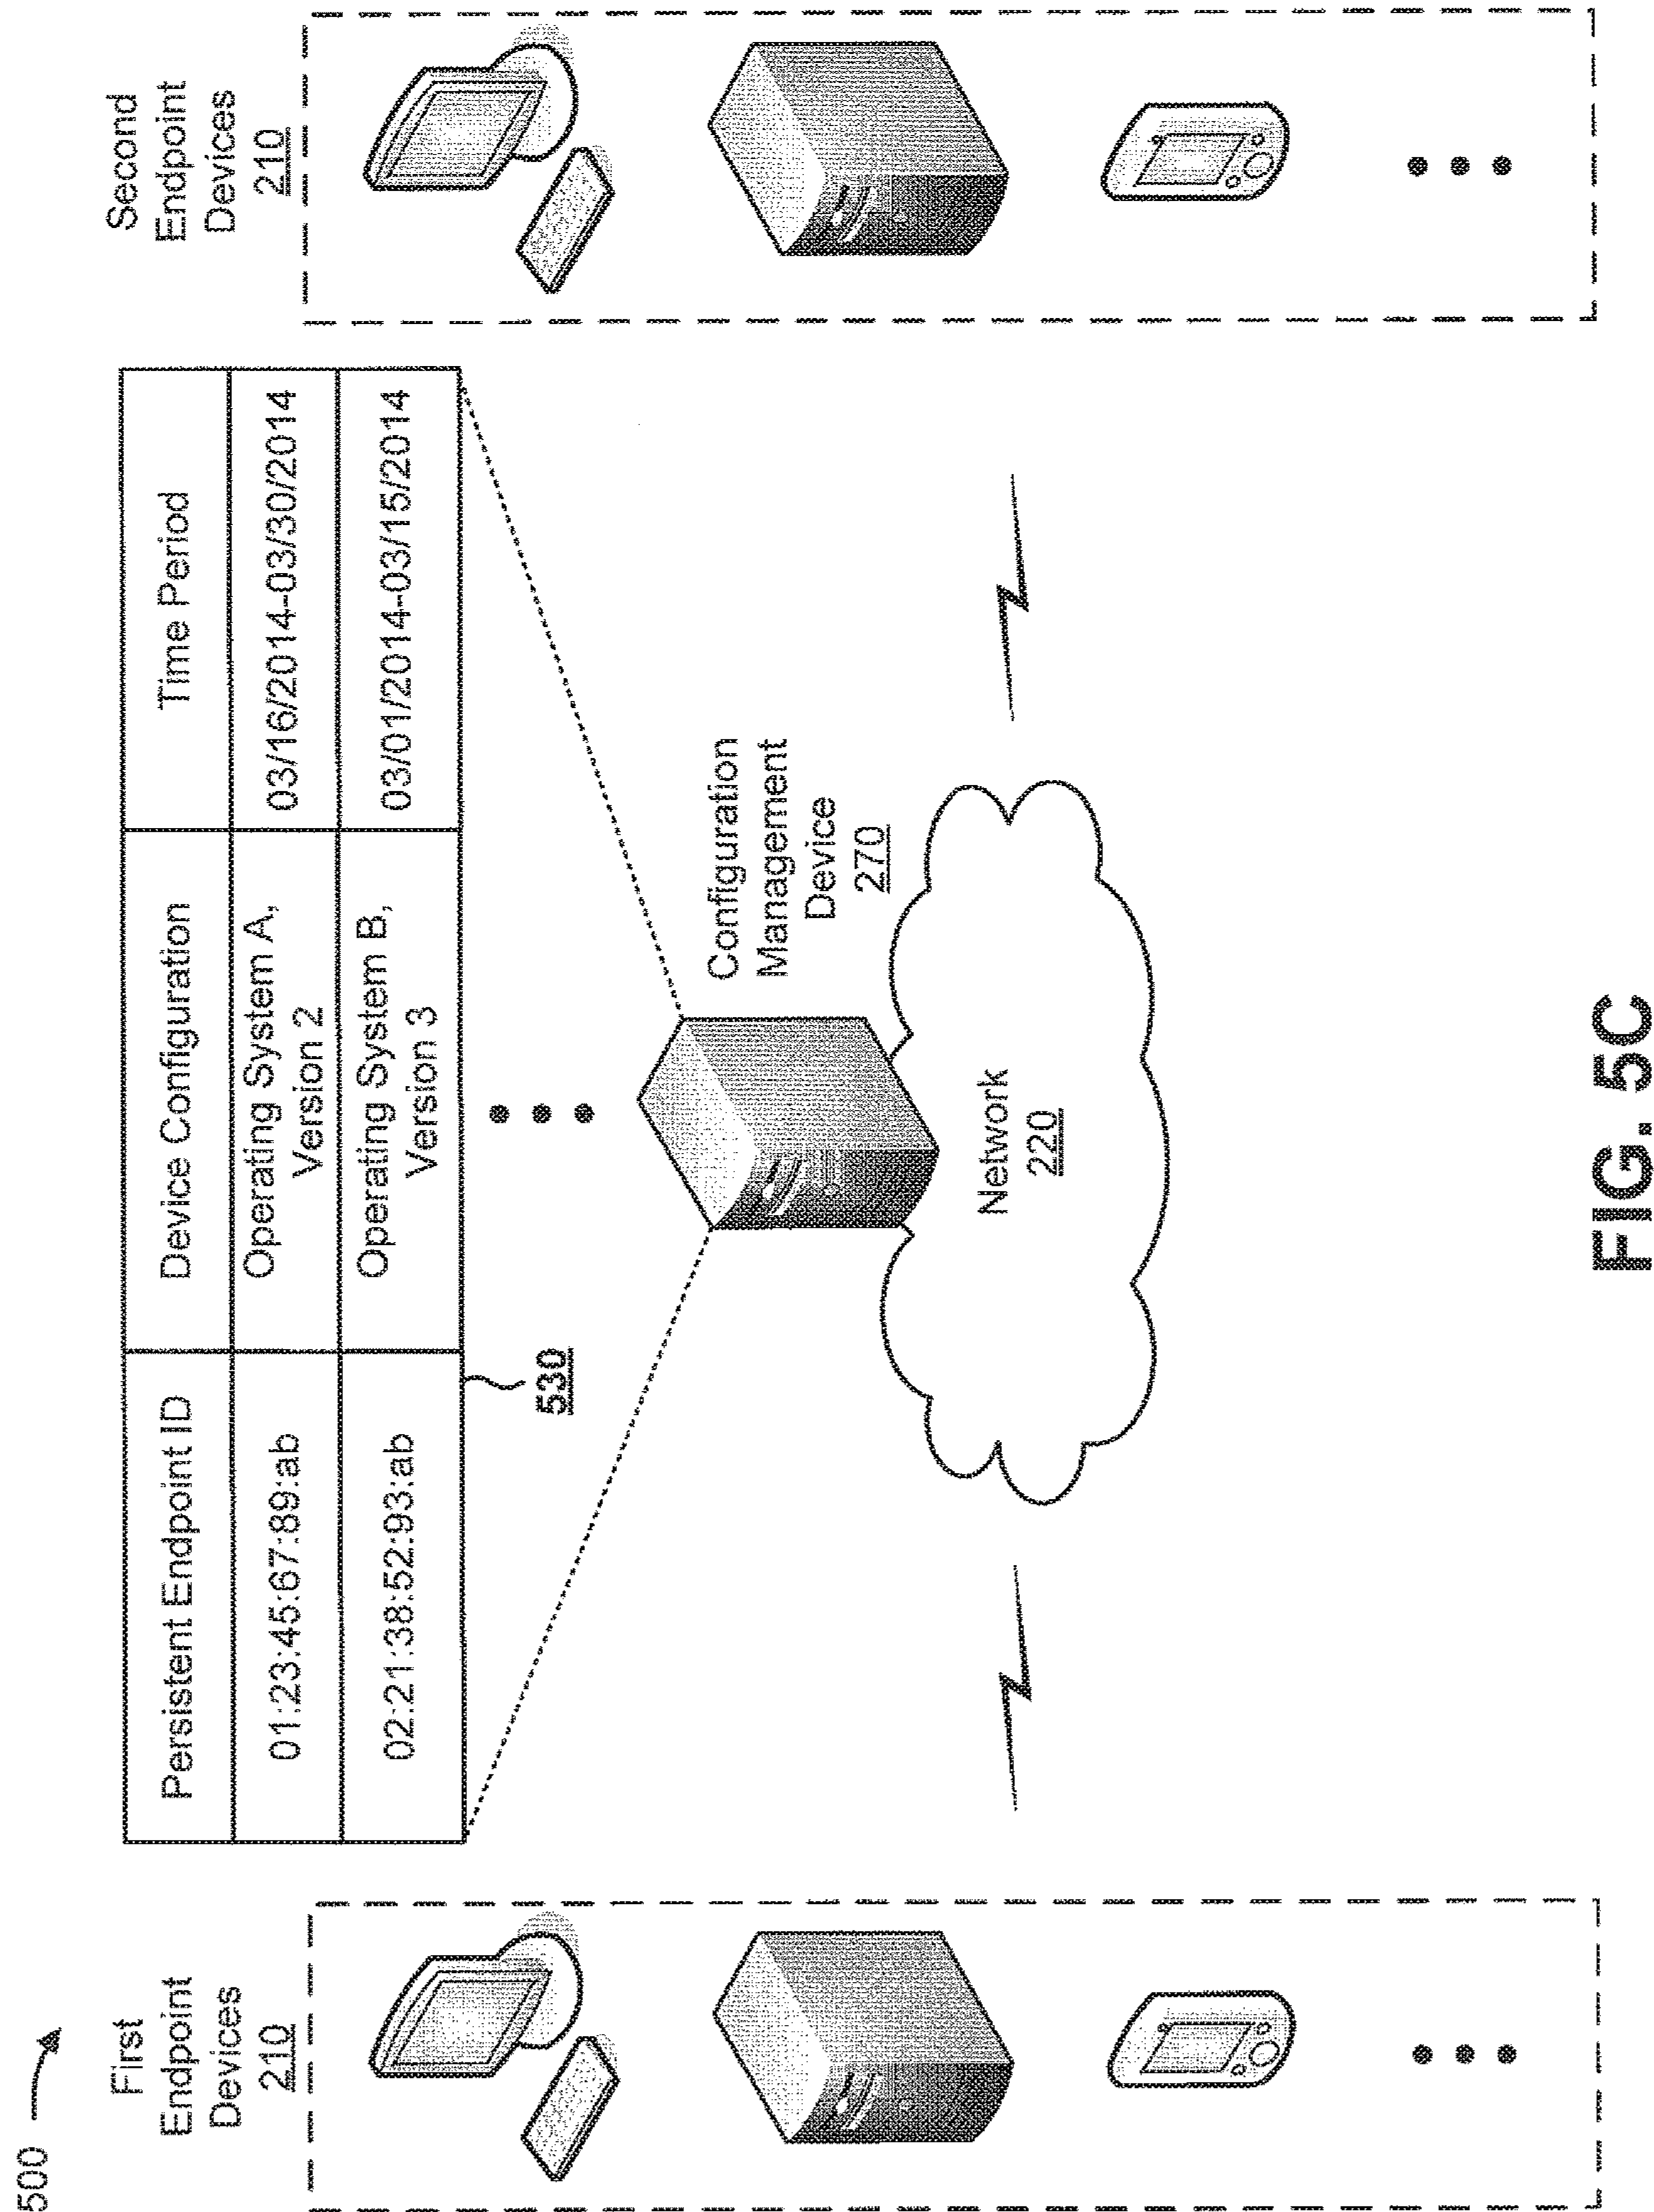 500
First
Endpoint
Devices
210
Persistent Endpoint ID
Device Configuration
Time Period
01:23:45:67:89:ab
Operating System A,
Version 2
03/16/2014-03/30/2014
02:21:38:52:93:ab
Operating System B,
Version 3
03/01/2014-03/15/2014
530
Configuration
Management
Device
270
Network
220
Second
Endpoint
Devices
210
FIG. 5C